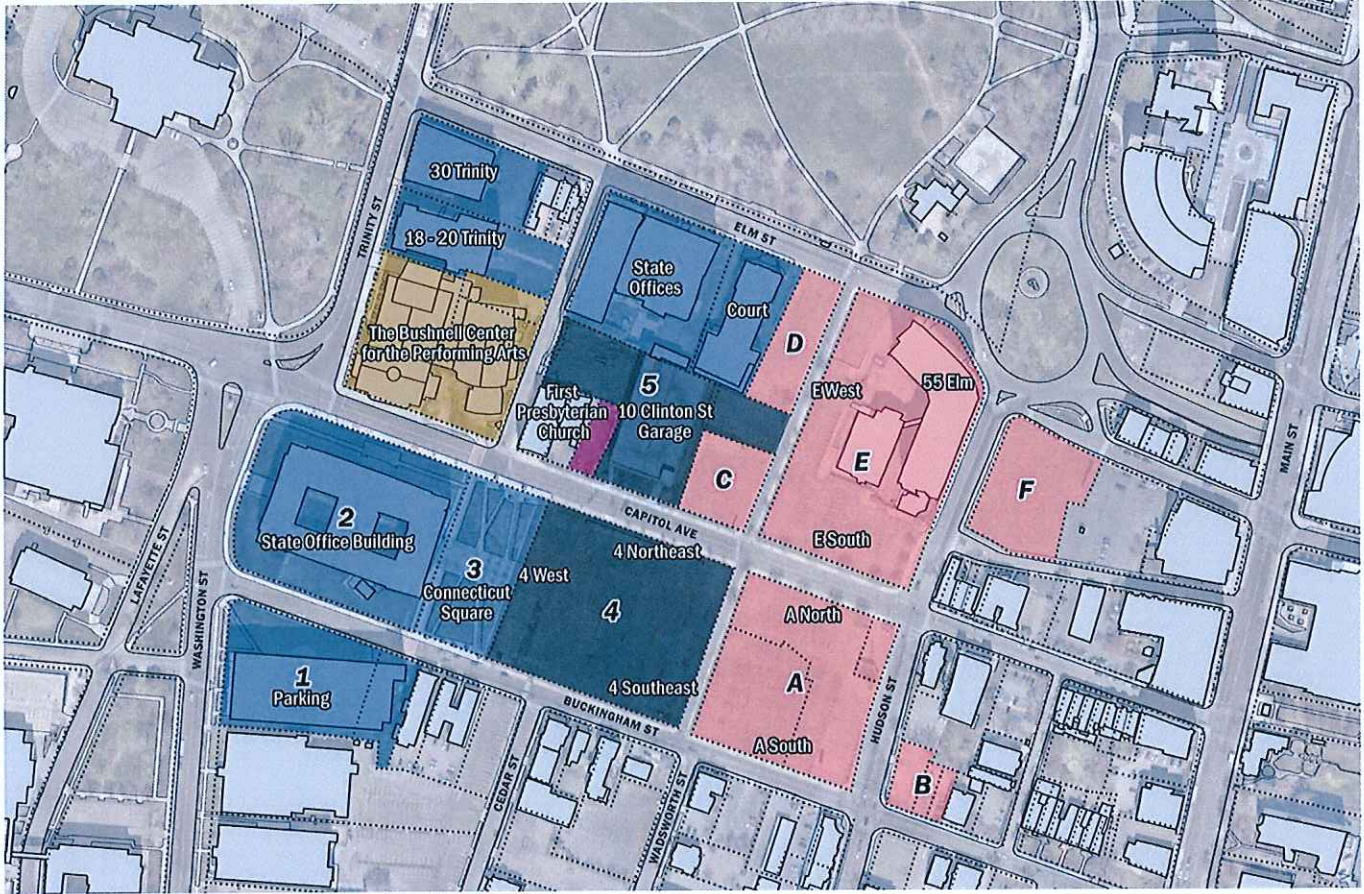 30 Trinity
18 - 20 Trinity
TRINITY ST
The Bushnell Center
for the Performing Arts
State
Offices
ELM ST
Court
D
5
10 Clinton St
Garage
First
Presbyterian
Church
C
E West
55 Elm
E
E South
F
MAIN ST
CAPITOL AVE
2
State Office Building
3
Connecticut
Square
4 West
4 Northeast
4
4 Southeast
LAFAYETTE ST
WASHINGTON ST
1
Parking
BUCKINGHAM ST
A North
A
A South
HUDSON ST
B
CEDAR ST
WADSWORTH ST